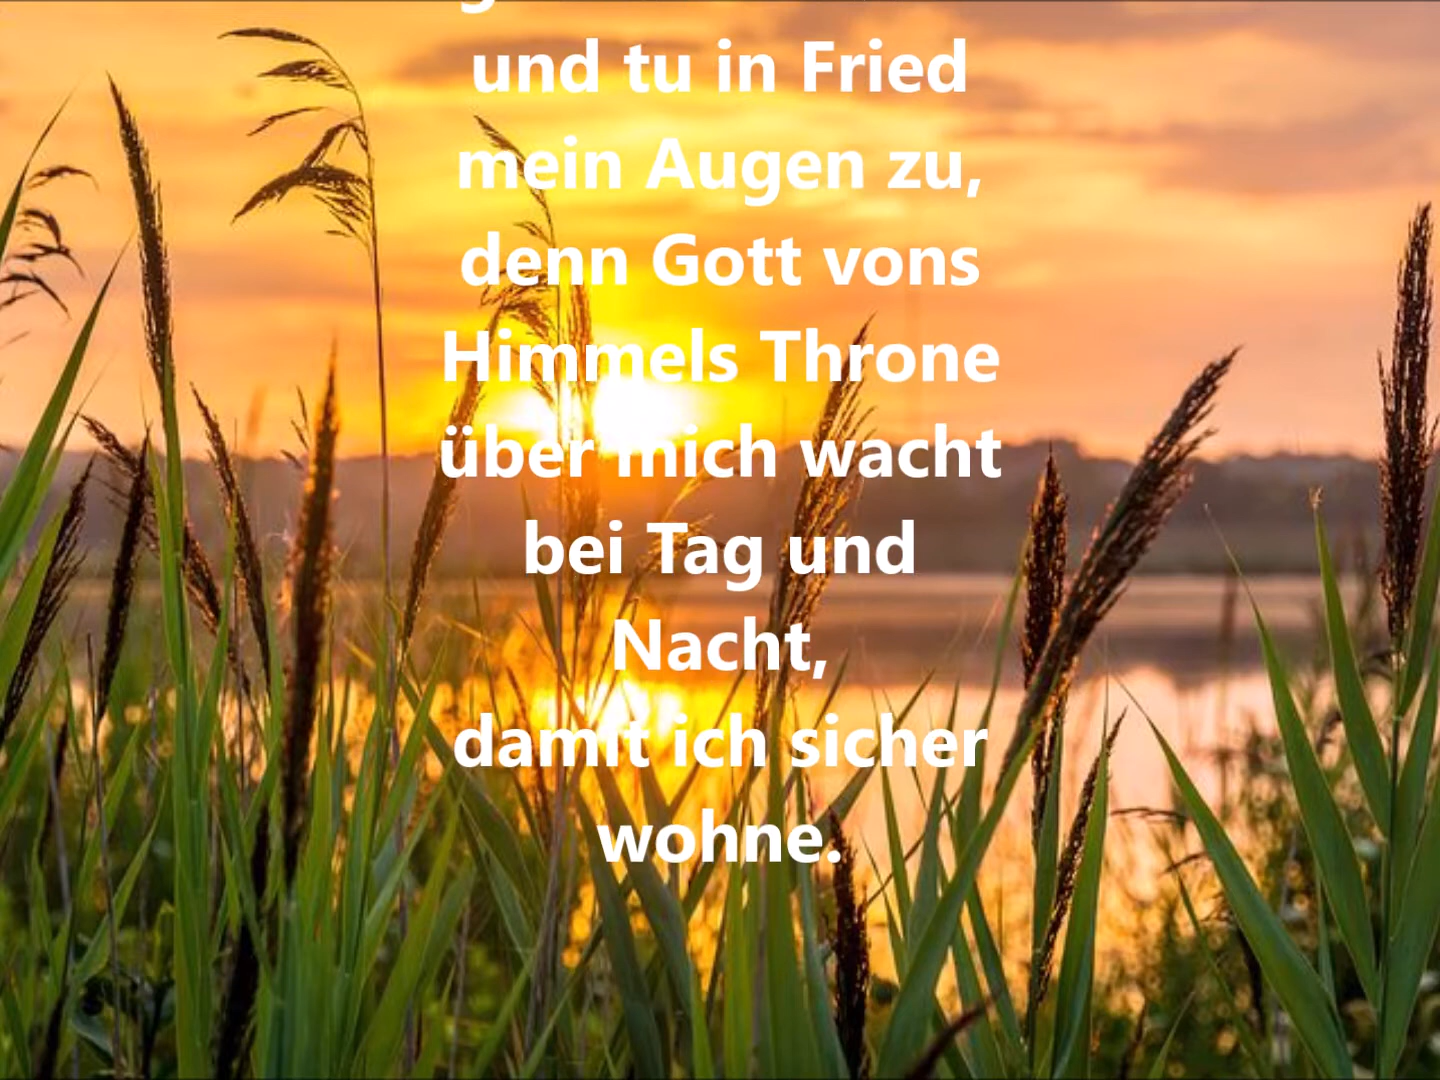 und tu in Fried
mein Augen zu,
denn Gott vons
Himmels Throne
über mich wacht
bei Tag und
Nacht,
damit ich sicher
wohne.